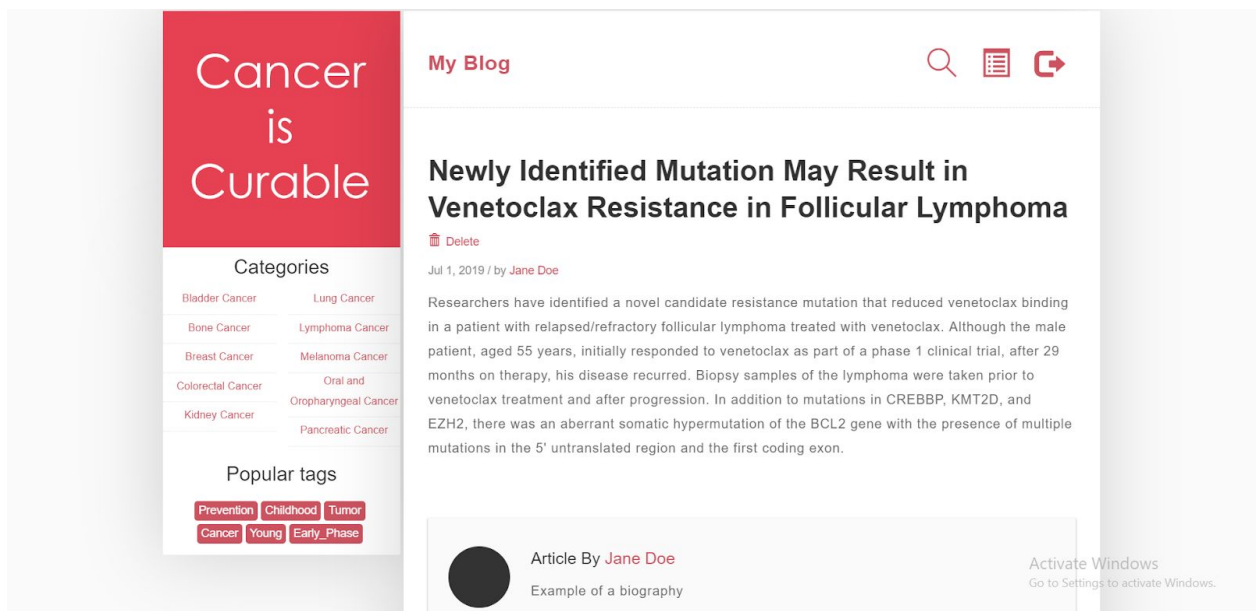 Cancer
is
Curable
Categories
Bladder Cancer
Lung Cancer
Bone Cancer
Lymphoma Cancer
Breast Cancer
Melanoma Cancer
Colorectal Cancer
Oral and
Oropharyngeal Cancer
Kidney Cancer
Pancreatic Cancer
Popular tags
Prevention Childhood Tumor
Cancer Young Early_Phase
My Blog
Newly Identified Mutation May Result in
Venetoclax Resistance in Follicular Lymphoma
Delete
Jul 1, 2019 / by Jane Doe
Researchers have identified a novel candidate resistance mutation that reduced venetoclax binding
in a patient with relapsed/refractory follicular lymphoma treated with venetoclax. Although the male
patient, aged 55 years, initially responded to venetoclax as part of a phase 1 clinical trial, after 29
months on therapy, his disease recurred. Biopsy samples of the lymphoma were taken prior to
venetoclax treatment and after progression. In addition to mutations in CREBBP, KMT2D, and
EZH2, there was an aberrant somatic hypermutation of the BCL2 gene with the presence of multiple
mutations in the 5' untranslated region and the first coding exon.
Article By Jane Doe
Example of a biography
Activate Windows
Go to Settings to activate Windows.